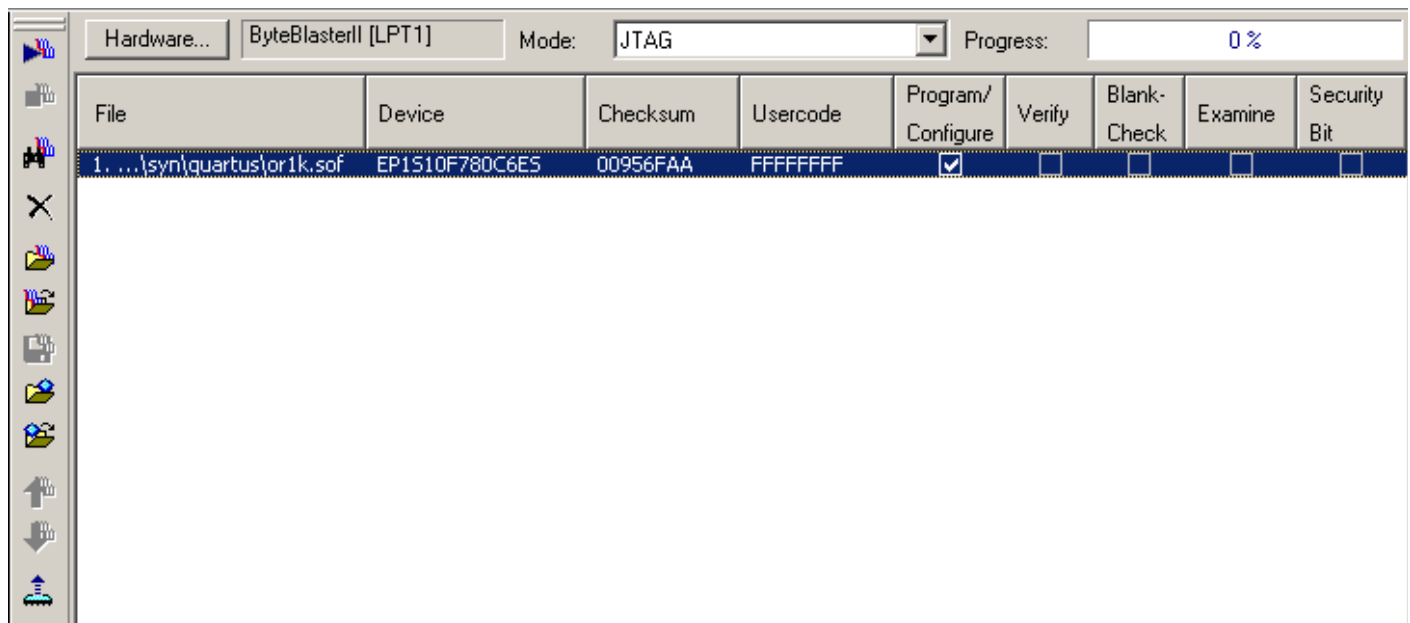 Hardware... ByteBlasterII [LPT1] Mode: JTAG Progress: 0 %
File Device Checksum Usercode Program/ Configure Verify Blank- Check Examine Security Bit
1. ...\syn\quartus\or1k.sof EP1S10F780C6ES 00956FAA FFFFFFFF